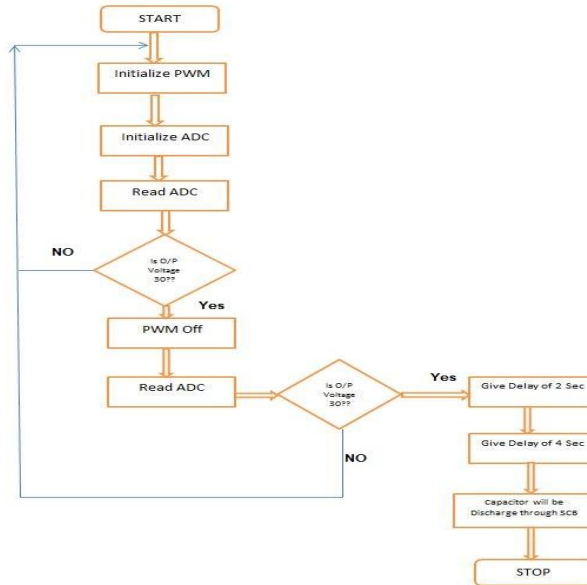 START
Initialize PWM
Initialize ADC
Read ADC
NO
Is O/P
Voltage
30??
Yes
PWM Off
Read ADC
Is O/P
Voltage
30??
Yes
Give Delay of 2 Sec
NO
Give Delay of 4 Sec
Capacitor will be
Discharge through SCB
STOP